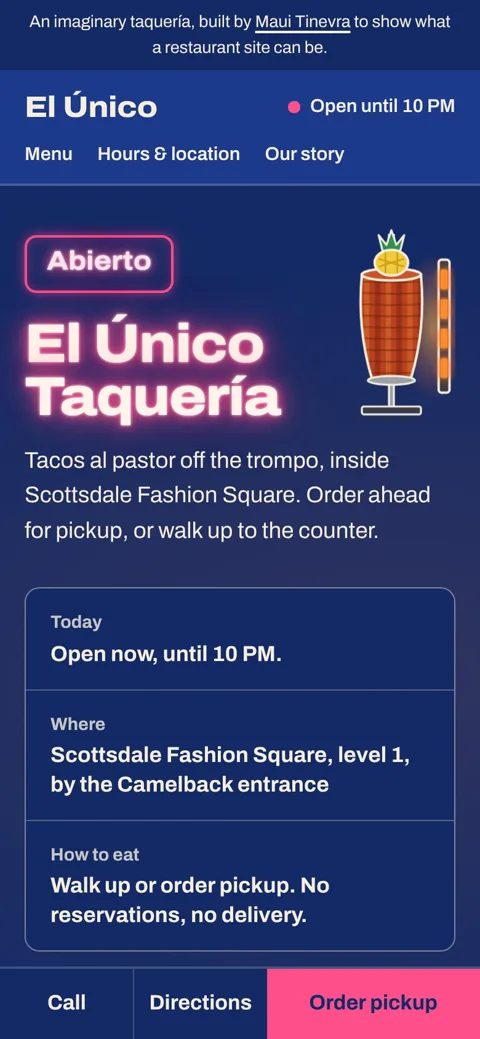 An imaginary taquería, built by Maui Tinevra to show what
a restaurant site can be.
El Único
Open until 10 PM
Menu Hours & location Our story
Abierto
El Único
Taquería
Tacos al pastor off the trompo, inside
Scottsdale Fashion Square. Order ahead
for pickup, or walk up to the counter.
Today
Open now, until 10 PM.
Where
Scottsdale Fashion Square, level 1,
by the Camelback entrance
How to eat
Walk up or order pickup. No
reservations, no delivery.
Call Directions Order pickup